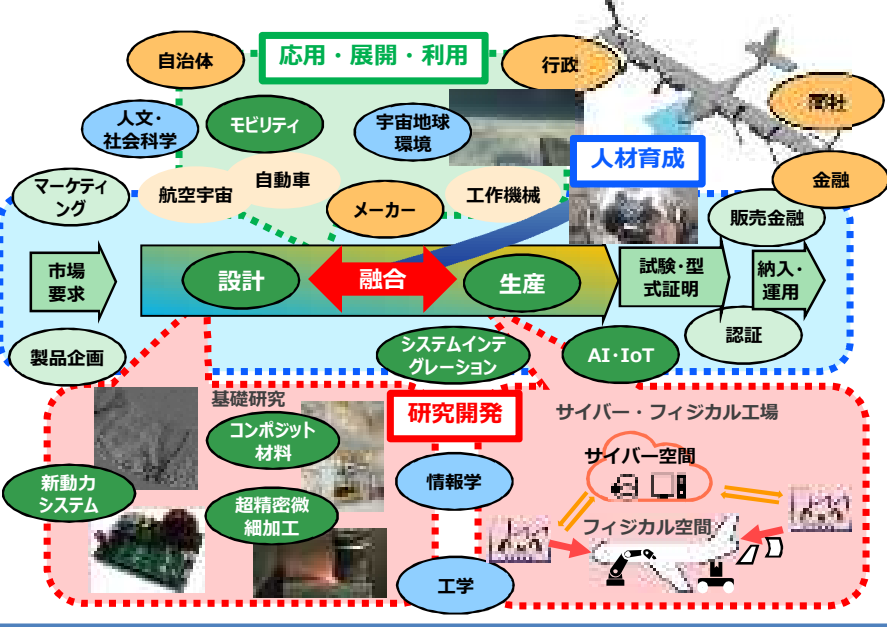 応用・展開・利用
自治体
行政
商社
人文・
社会科学
モビリティ
宇宙地球
環境
人材育成
金融
マーケティ
ング
航空宇宙
自動車
メーカー
工作機械
販売金融
市場
要求
設計
融合
生産
試験・型
式証明
納入・
運用
製品企画
システムインテ
グレーション
AI・IoT
認証
基礎研究
研究開発
サイバー・フィジカル工場
コンポジット
材料
サイバー空間
新動力
システム
情報学
超精密微
細加工
フィジカル空間
工学